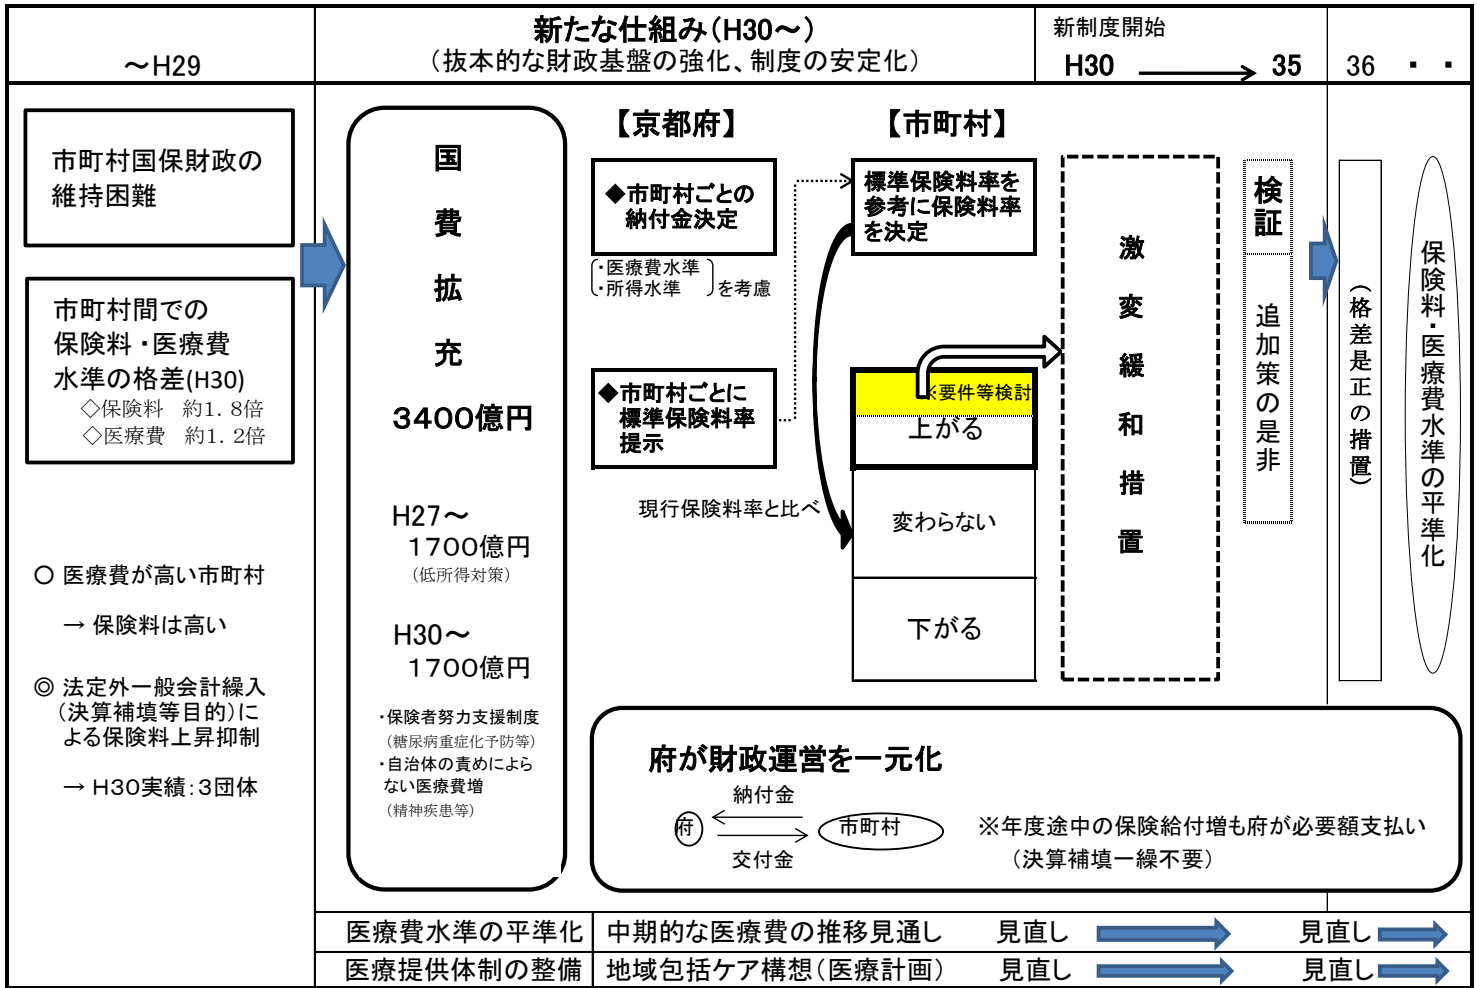 ～H29
新たな仕組み（H30～）
（抜本的な財政基盤の強化、制度の安定化）
新制度開始
H30 → 35
36 ・ ・
市町村国保財政の
維持困難
市町村間での
保険料・医療費
水準の格差(H30)
◇保険料 約1．8倍
◇医療費 約1．2倍
○ 医療費が高い市町村
→ 保険料は高い
◎ 法定外一般会計繰入
（決算補填等目的）に
よる保険料上昇抑制
→ H30実績：3団体
国費拡充
3400億円
H27～
1700億円
（低所得対策）
H30～
1700億円
・保険者努力支援制度
（糖尿病重症化予防等）
・自治体の責めによら
ない医療費増
（精神疾患等）
【京都府】
◆市町村ごとの
納付金決定
・医療費水準
・所得水準 を考慮
◆市町村ごとに
標準保険料率
提示
【市町村】
標準保険料率を
参考に保険料率
を決定
現行保険料率と比べ
※要件等検討
上がる
変わらない
下がる
激変緩和措置
検証
追加策の是非
（格差是正の措置）
保険料・医療費水準の平準化
府が財政運営を一元化
府
納付金
交付金
市町村
※年度途中の保険給付増も府が必要額支払い
（決算補填一繰不要）
医療費水準の平準化 中期的な医療費の推移見通し 見直し 見直し
医療提供体制の整備 地域包括ケア構想（医療計画） 見直し 見直し